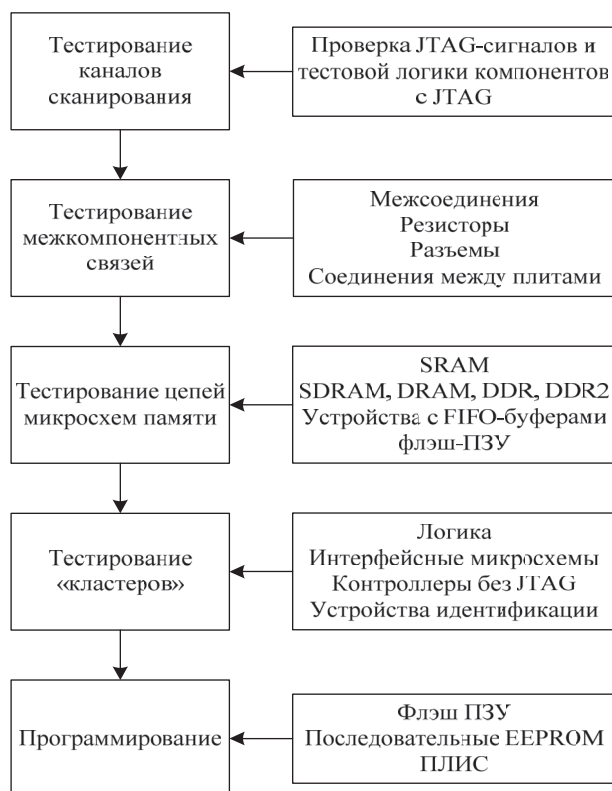 Тестирование
каналов
сканирования
Проверка JTAG-сигналов и
тестовой логики компонентов
с JTAG
Тестирование
межкомпонентных
связей
Межсоединения
Резисторы
Разъемы
Соединения между плитами
Тестирование цепей
микросхем памяти
SRAM
SDRAM, DRAM, DDR, DDR2
Устройства с FIFO-буферами
флэш-ПЗУ
Тестирование
«кластеров»
Логика
Интерфейсные микросхемы
Контроллеры без JTAG
Устройства идентификации
Программирование
Флэш ПЗУ
Последовательные EEPROM
ПЛИС